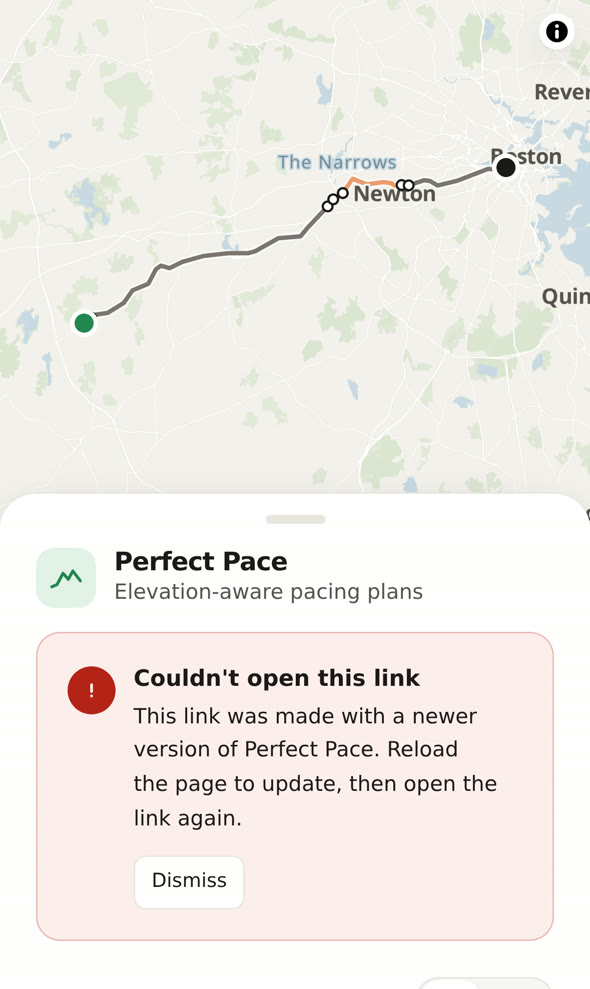 Rever
The Narrows
Boston
Newton
Quin
Perfect Pace
Elevation-aware pacing plans
Couldn't open this link
This link was made with a newer
version of Perfect Pace. Reload
the page to update, then open the
link again.
Dismiss